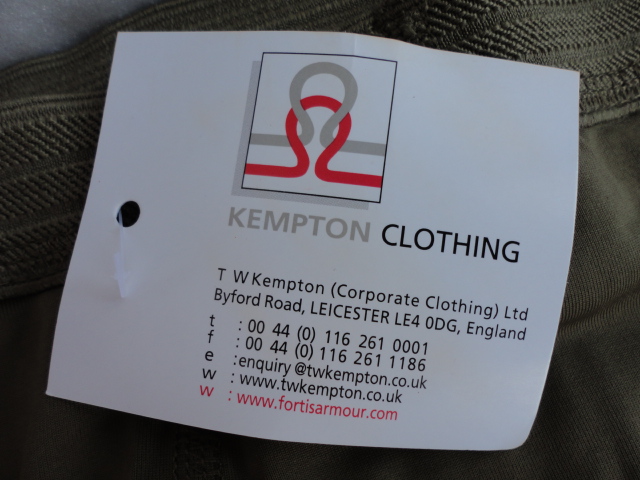 KEMPTON CLOTHING
T W Kempton (Corporate Clothing) Ltd
Byford Road, LEICESTER LE4 0DG, England
t : 00 44 (0) 116 261 0001
f : 00 44 (0) 116 261 1186
e : enquiry@twkempton.co.uk
w : www.twkempton.co.uk
w : www.fortisarmour.com